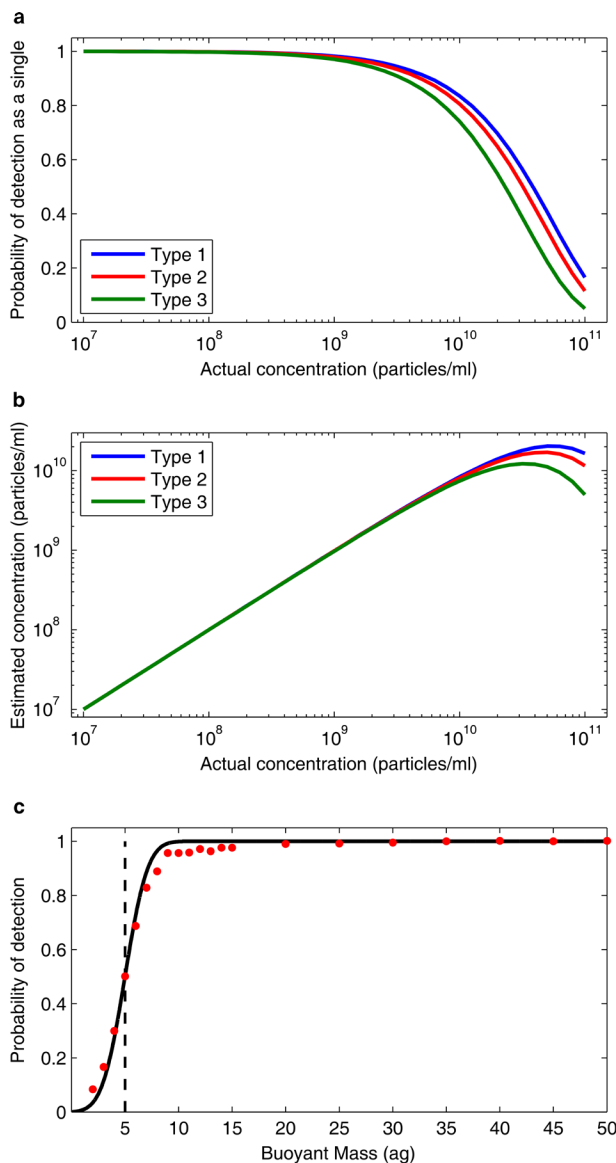 a
Probability of detection as a single
1
0.8
0.6
0.4
0.2
0
Type 1
Type 2
Type 3
10^7
10^8
10^9
10^10
10^11
Actual concentration (particles/ml)
b
Estimated concentration (particles/ml)
10^10
10^9
10^8
10^7
Type 1
Type 2
Type 3
10^7
10^8
10^9
10^10
10^11
Actual concentration (particles/ml)
c
Probability of detection
1
0.8
0.6
0.4
0.2
0
5
10
15
20
25
30
35
40
45
50
Buoyant Mass (ag)